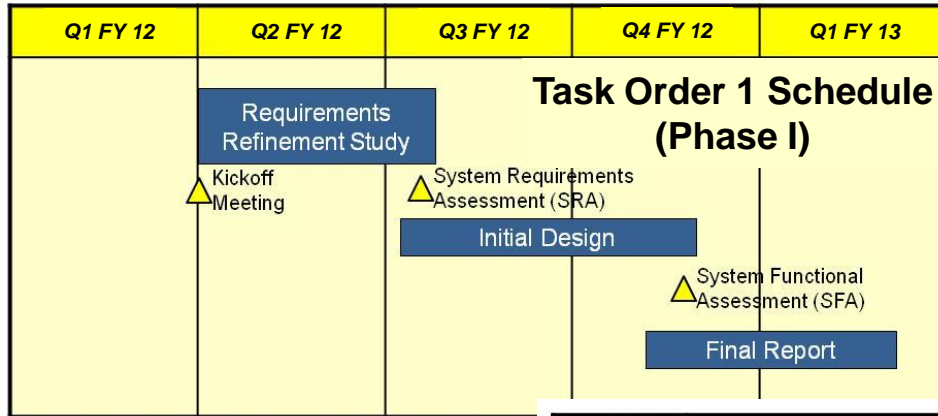 Q1 FY 12
Q2 FY 12
Q3 FY 12
Q4 FY 12
Q1 FY 13
Task Order 1 Schedule
(Phase I)
Requirements
Refinement Study
Kickoff
Meeting
System Requirements
Assessment (SRA)
Initial Design
System Functional
Assessment (SFA)
Final Report